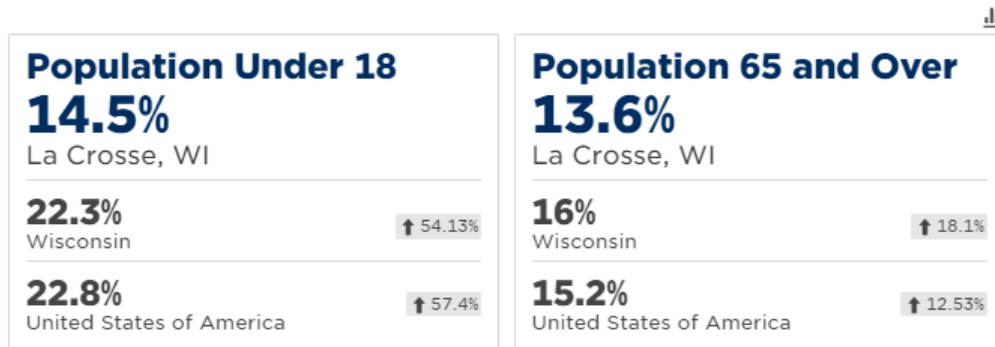 Population Under 18
14.5%
La Crosse, WI
22.3%
Wisconsin
54.13%
22.8%
United States of America
57.4%
Population 65 and Over
13.6%
La Crosse, WI
16%
Wisconsin
18.1%
15.2%
United States of America
12.53%